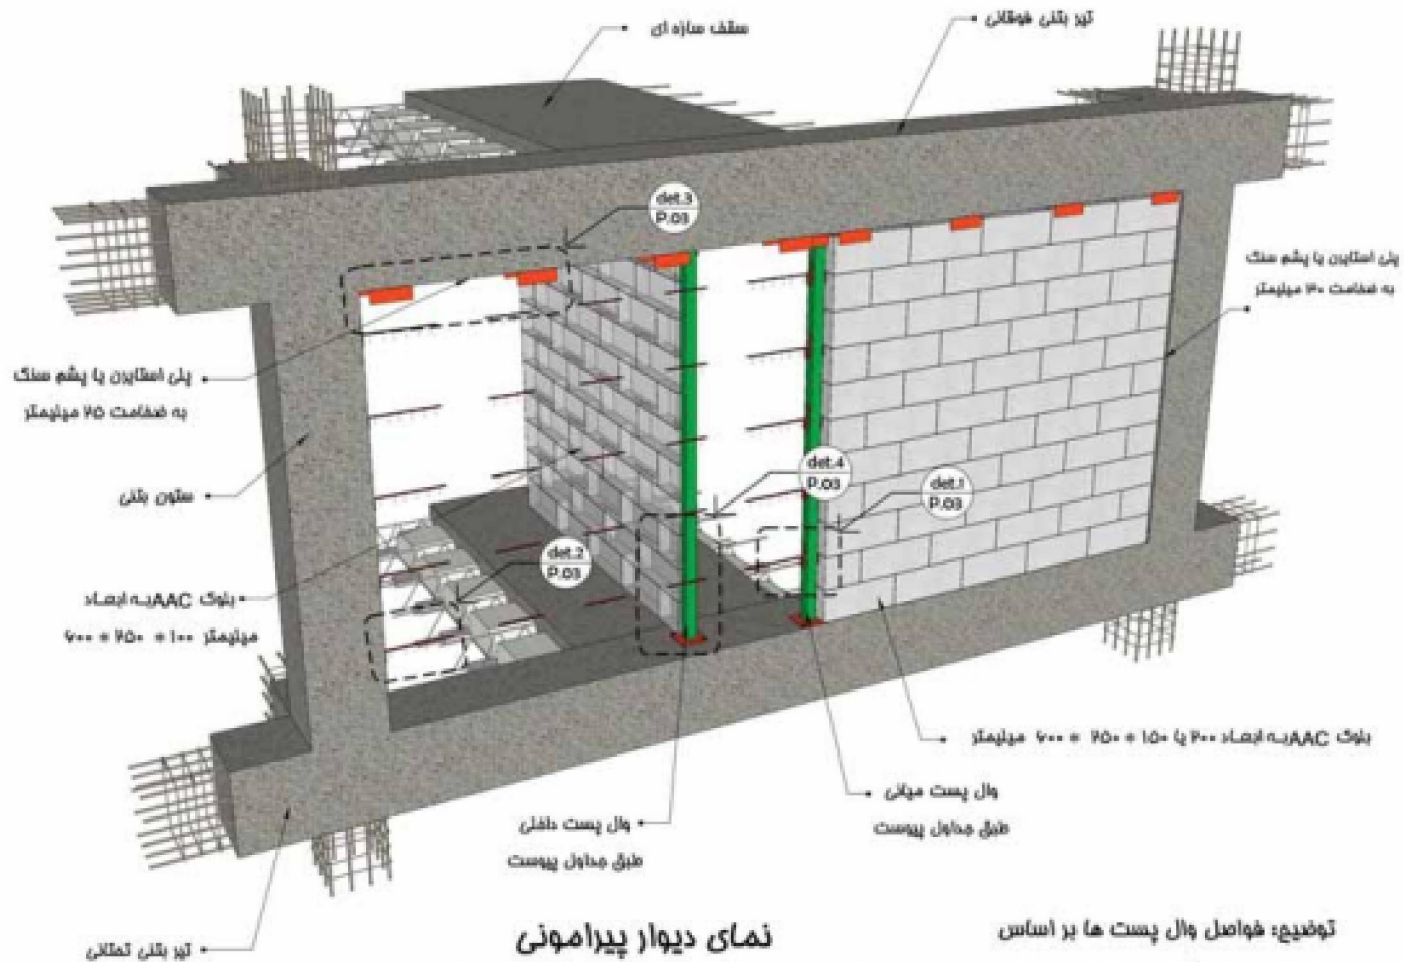 سقف سازه ای
تیر بتنی فوقانی
det.3
P.03
پلی استایرن یا پشم سنگ
به ضخامت ۳۰ میلیمتر
پلی استایرن یا پشم سنگ
به ضخامت ۲۵ میلیمتر
det.4
P.03
det.1
P.03
ستون بتنی
det.2
P.03
بلوک AAC به ابعاد
۶۰۰ * ۲۵۰ * ۱۰۰ میلیمتر
بلوک AAC به ابعاد ۲۰۰ یا ۱۵۰ * ۲۵۰ * ۶۰۰ میلیمتر
وال پست میانی
طبق جداول پیوست
وال پست داخلی
طبق جداول پیوست
تیر بتنی تحتانی
نمای دیوار پیرامونی
توضیح: فواصل وال پست ها بر اساس